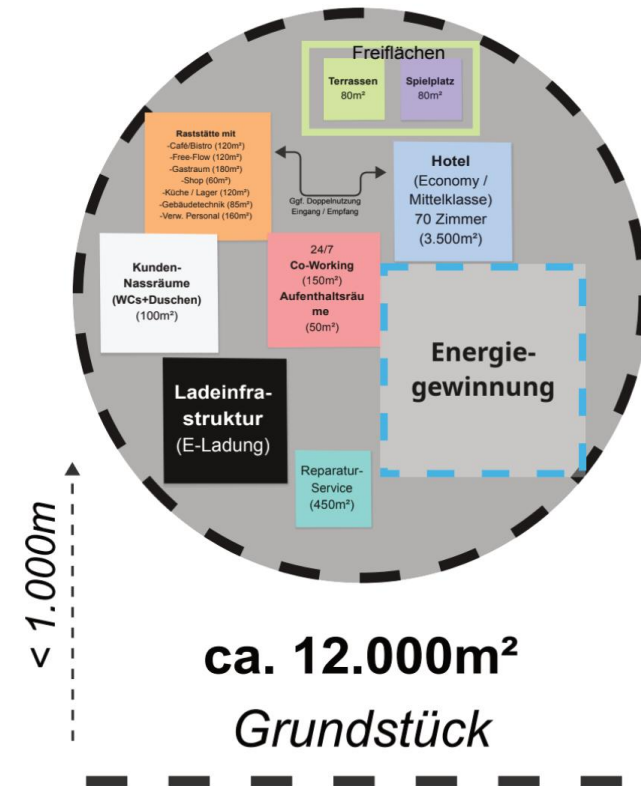 Freiflächen
Terrassen
80m²
Spielplatz
80m²
Raststätte mit
-Café/Bistro (120m²)
-Free-Flow (120m²)
-Gastraum (180m²)
-Shop (60m²)
-Küche / Lager (120m²)
-Gebäudetechnik (85m²)
-Verw. Personal (160m²)
Ggf. Doppelnutzung
Eingang / Empfang
Hotel
(Economy /
Mittelklasse)
70 Zimmer
(3.500m²)
Kunden-
Nassräume
(WCs+Duschen)
(100m²)
24/7
Co-Working
(150m²)
Aufenthaltsräu
me
(50m²)
Energie-
gewinnung
Ladeinfra-
struktur
(E-Ladung)
Reparatur-
Service
(450m²)
< 1.000m
ca. 12.000m²
Grundstück